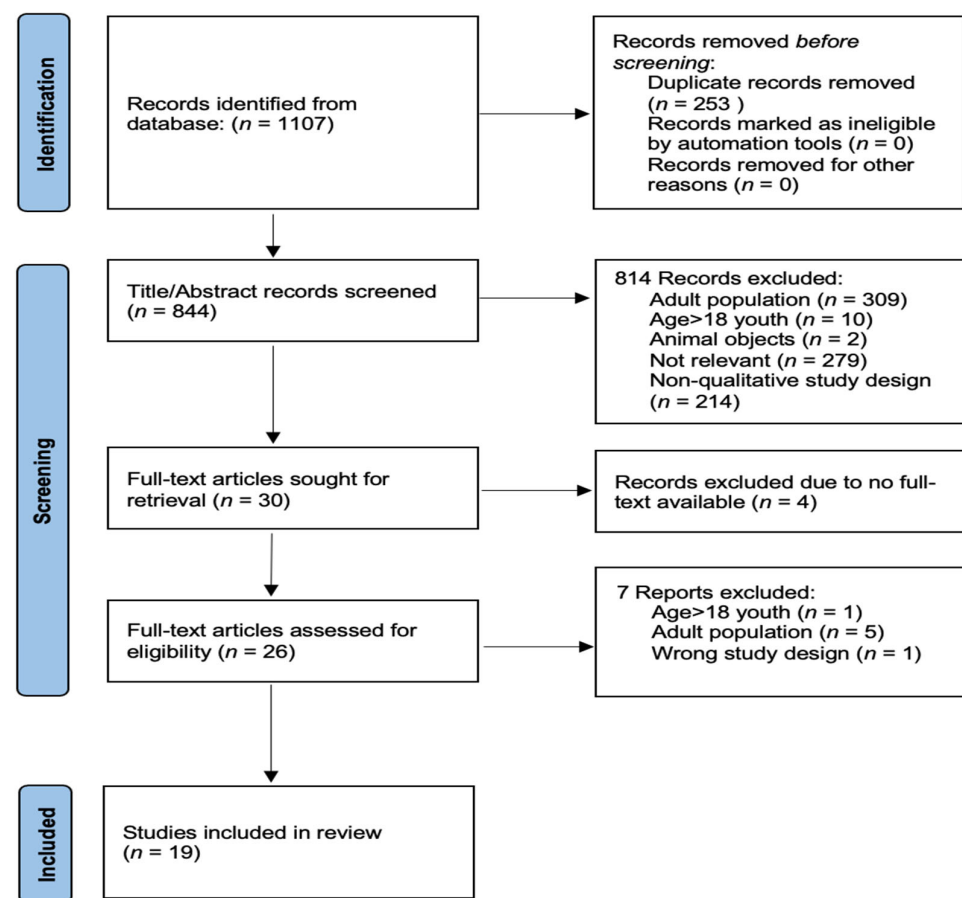 Identification
Records identified from
database: (n = 1107)
Records removed before
screening:
Duplicate records removed
(n = 253 )
Records marked as ineligible
by automation tools (n = 0)
Records removed for other
reasons (n = 0)
Screening
Title/Abstract records screened
(n = 844)
814 Records excluded:
Adult population (n = 309)
Age>18 youth (n = 10)
Animal objects (n = 2)
Not relevant (n = 279)
Non-qualitative study design
(n = 214)
Full-text articles sought for
retrieval (n = 30)
Records excluded due to no full-
text available (n = 4)
Full-text articles assessed for
eligibility (n = 26)
7 Reports excluded:
Age>18 youth (n = 1)
Adult population (n = 5)
Wrong study design (n = 1)
Included
Studies included in review
(n = 19)